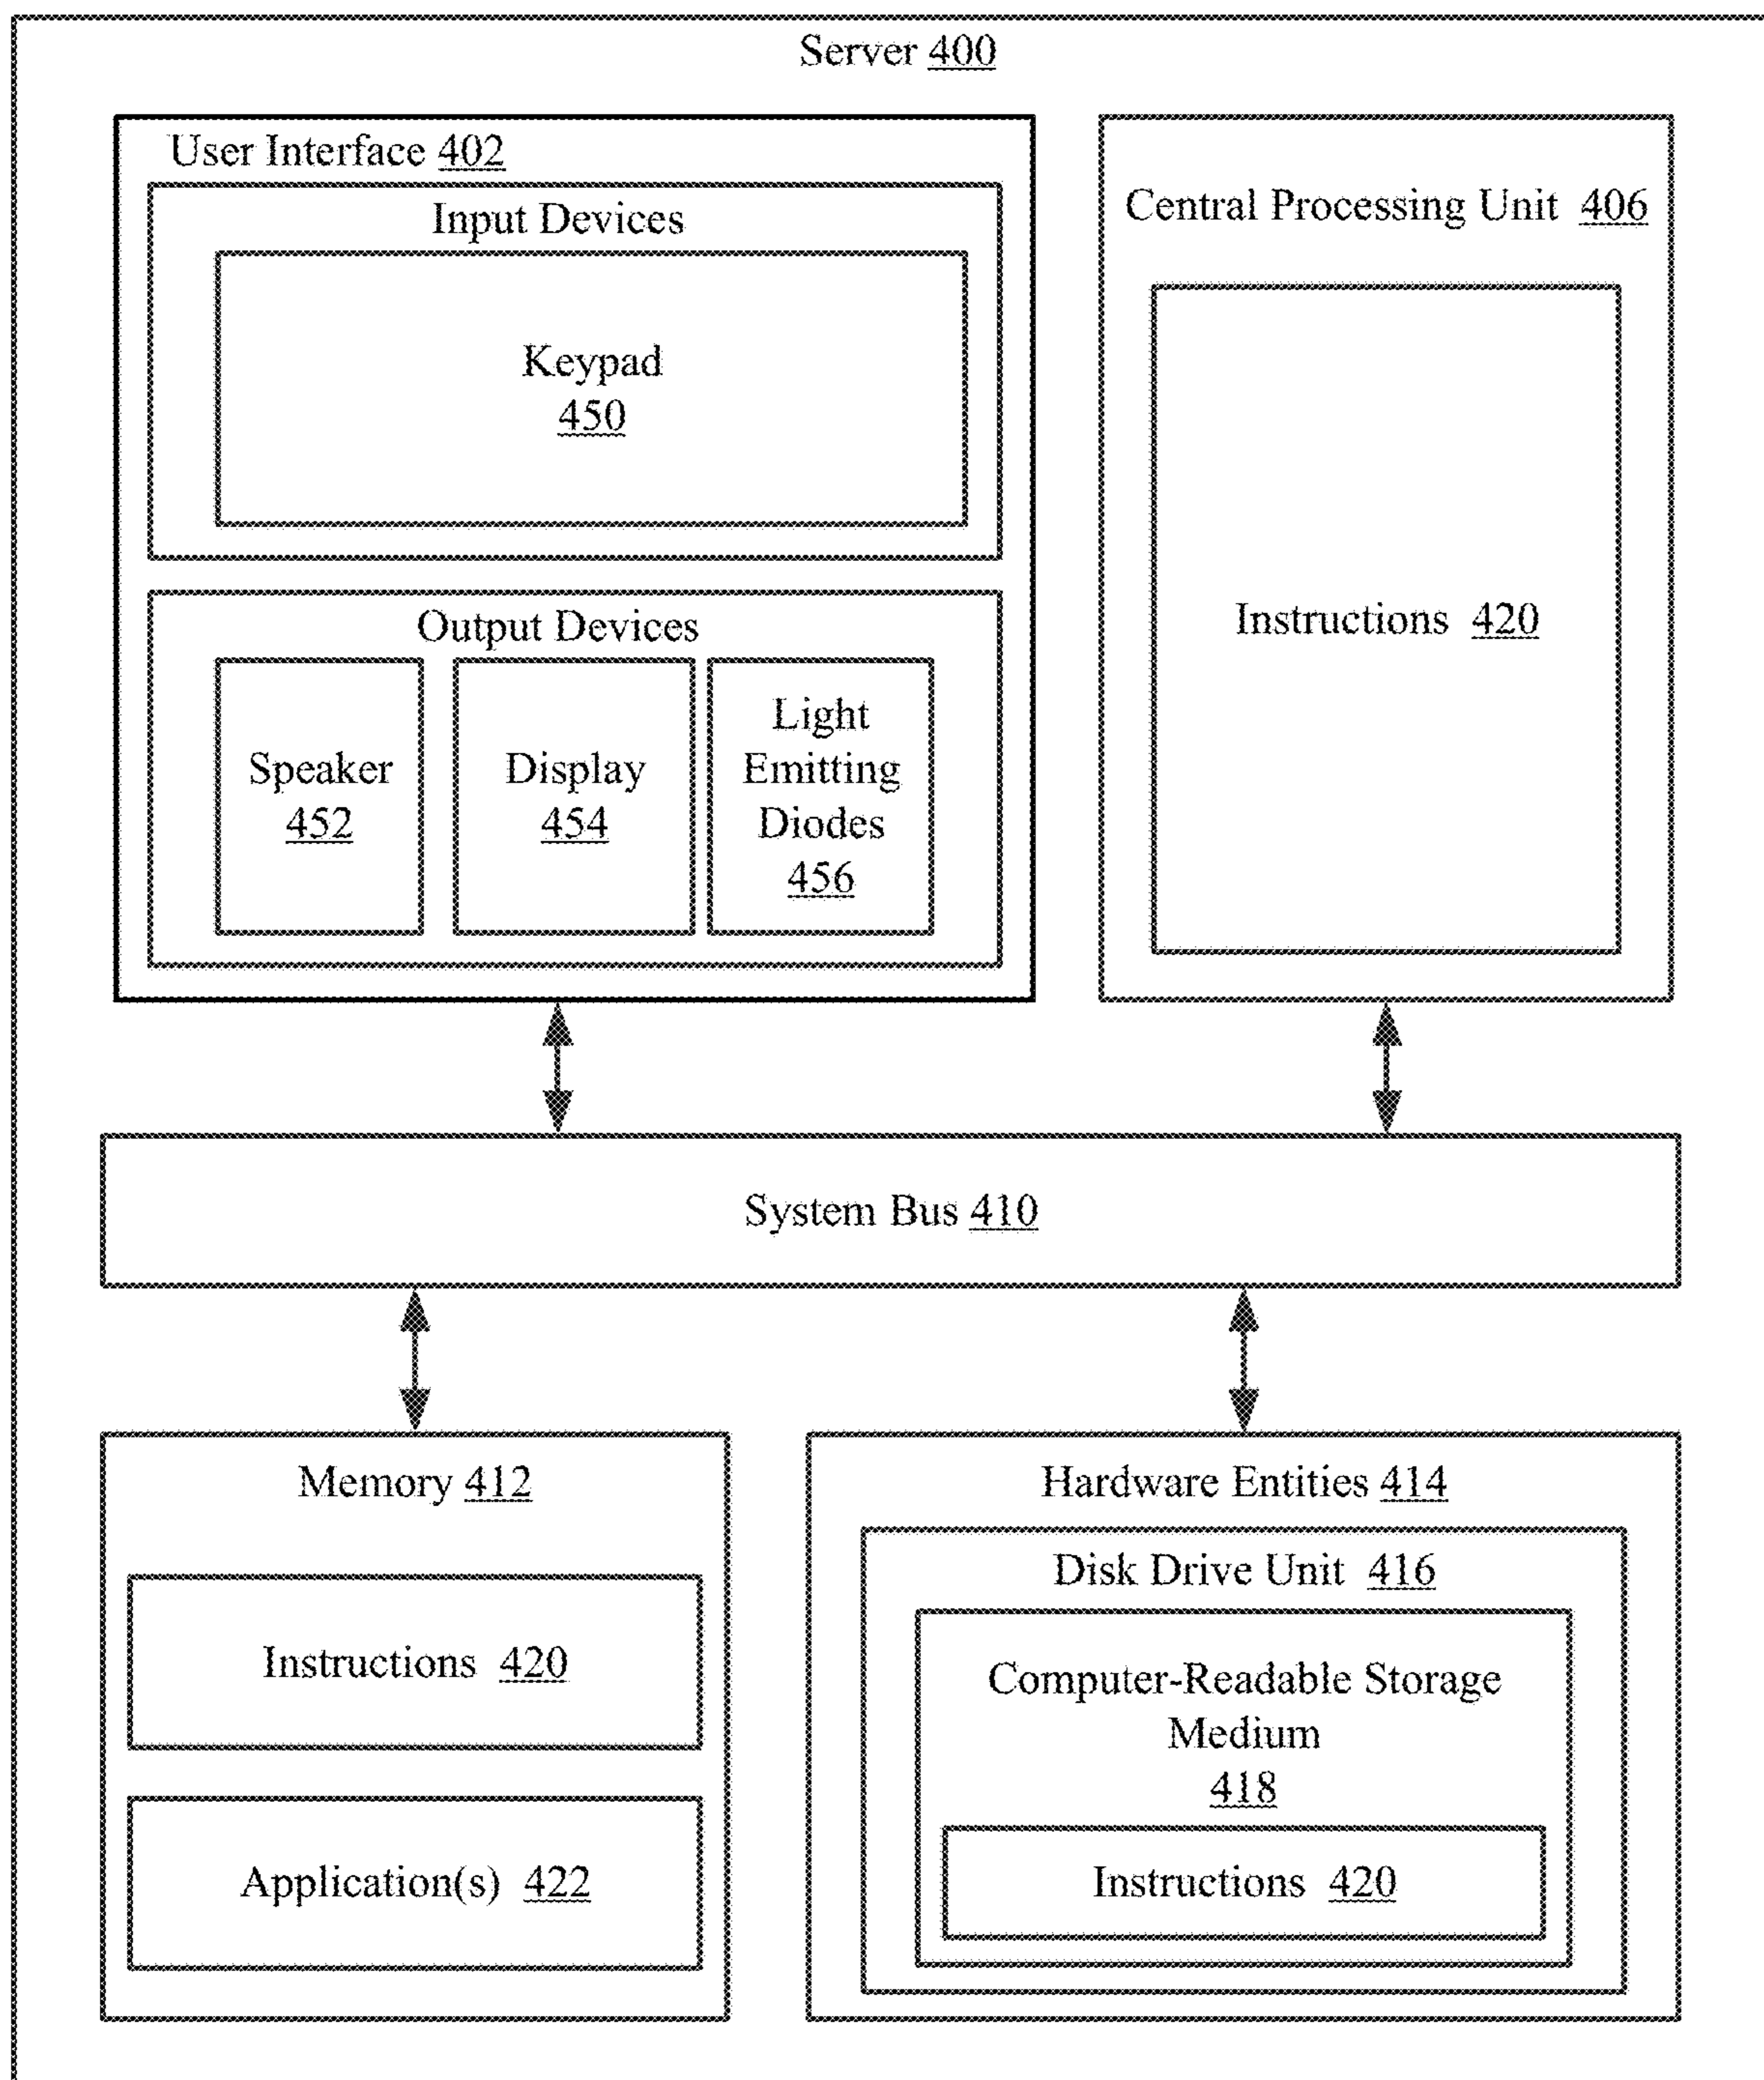 Server 400
User Interface 402
Input Devices
Keypad
450
Output Devices
Speaker
452
Display
454
Light
Emitting
Diodes
456
Central Processing Unit 406
Instructions 420
System Bus 410
Memory 412
Instructions 420
Application(s) 422
Hardware Entities 414
Disk Drive Unit 416
Computer-Readable Storage
Medium
418
Instructions 420